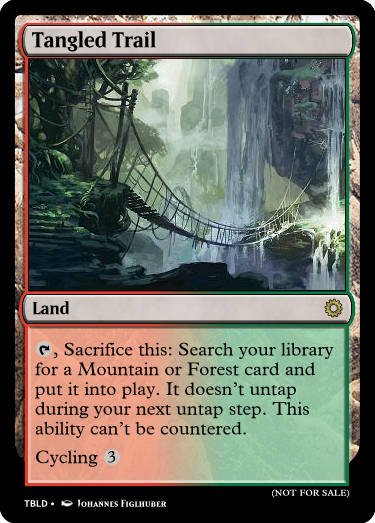 Tangled Trail
Land
, Sacrifice this: Search your library
for a Mountain or Forest card and
put it into play. It doesn't untap
during your next untap step. This
ability can't be countered.
Cycling 3
(NOT FOR SALE)
TBLD • Johannes Figlhuber